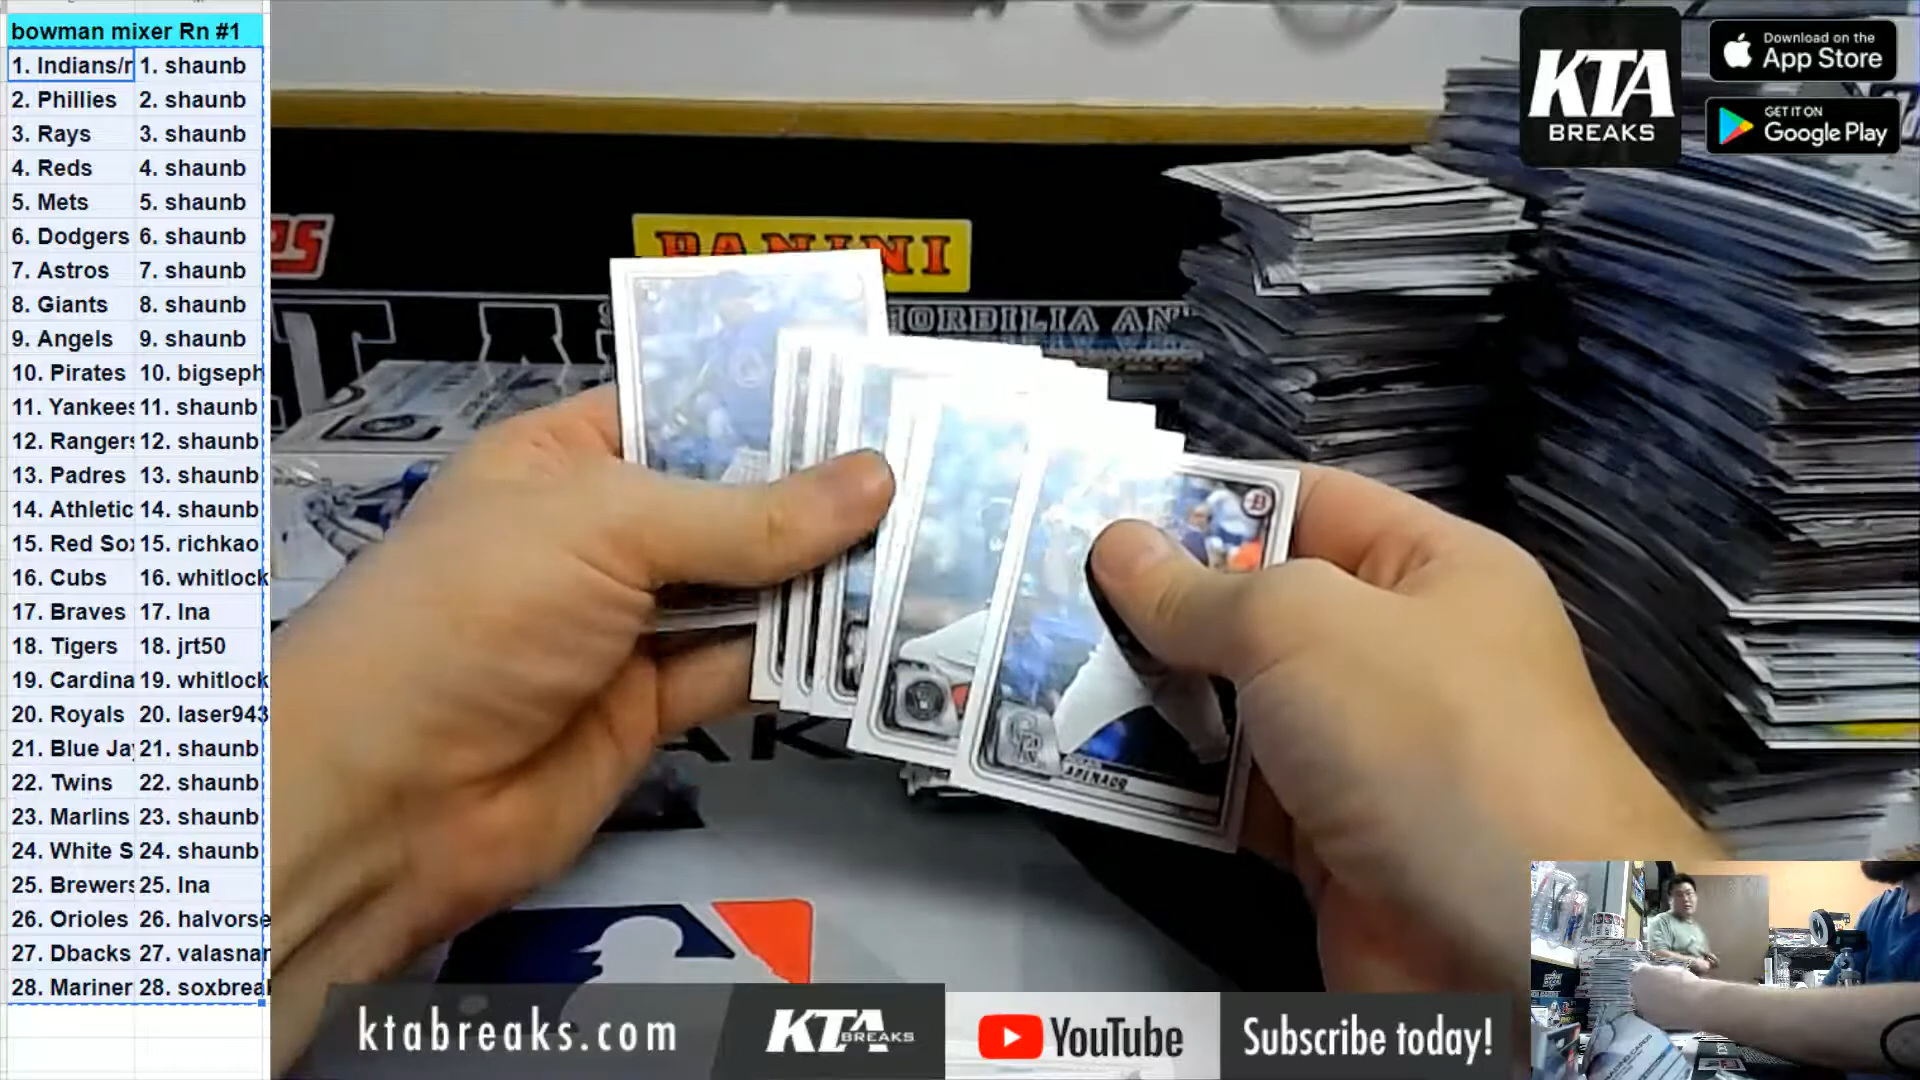 bowman mixer Rn #1
1. Indians/r 1. shaunb
2. Phillies 2. shaunb
3. Rays 3. shaunb
4. Reds 4. shaunb
5. Mets 5. shaunb
6. Dodgers 6. shaunb
7. Astros 7. shaunb
8. Giants 8. shaunb
9. Angels 9. shaunb
10. Pirates 10. bigseph
11. Yankees 11. shaunb
12. Rangers 12. shaunb
13. Padres 13. shaunb
14. Athletic 14. shaunb
15. Red Sox 15. richkao
16. Cubs 16. whitlock
17. Braves 17. lna
18. Tigers 18. jrt50
19. Cardina 19. whitlock
20. Royals 20. laser943
21. Blue Jay 21. shaunb
22. Twins 22. shaunb
23. Marlins 23. shaunb
24. White S 24. shaunb
25. Brewers 25. lna
26. Orioles 26. halvorse
27. Dbacks 27. valasnar
28. Mariner 28. soxbreak
KTA
BREAKS
Download on the
App Store
GET IT ON
Google Play
PANINI
MORBILIA AN
CR
ARENADO
ktabreaks.com
KTA BREAKS
YouTube
Subscribe today!